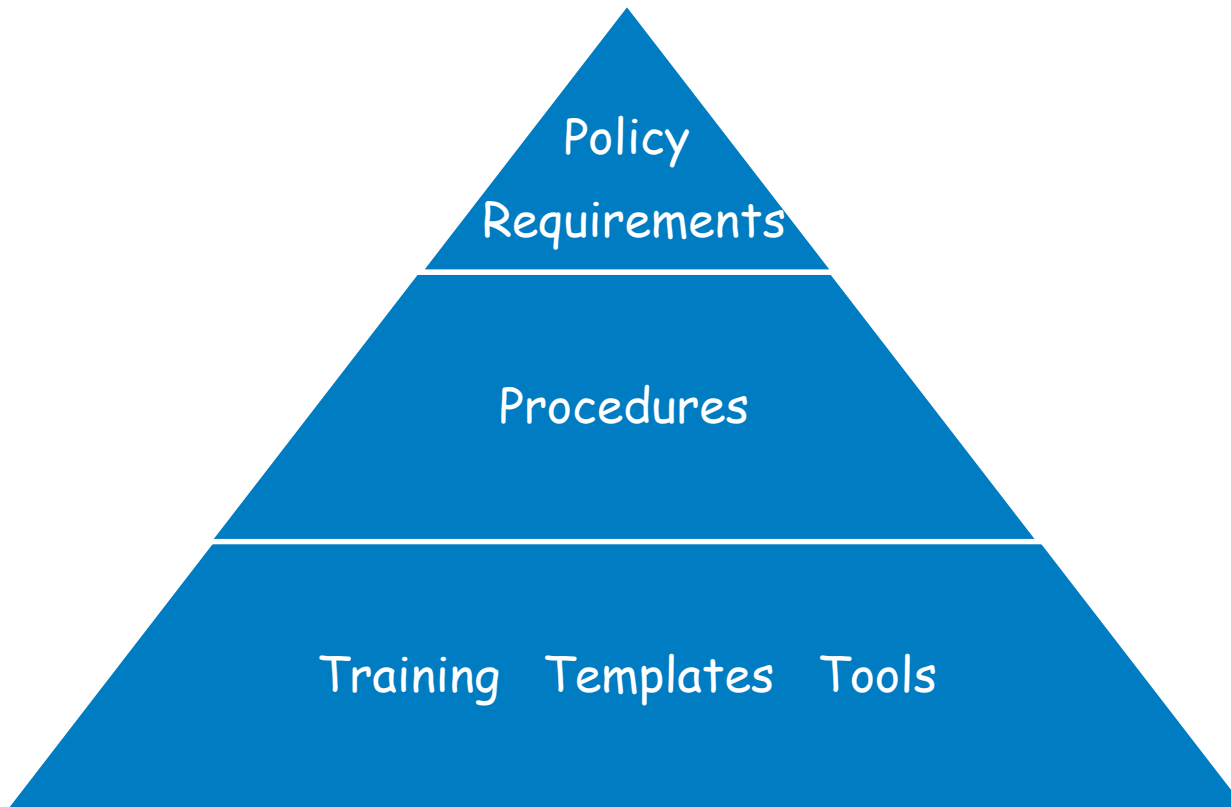 Policy
Requirements
Procedures
Training Templates Tools